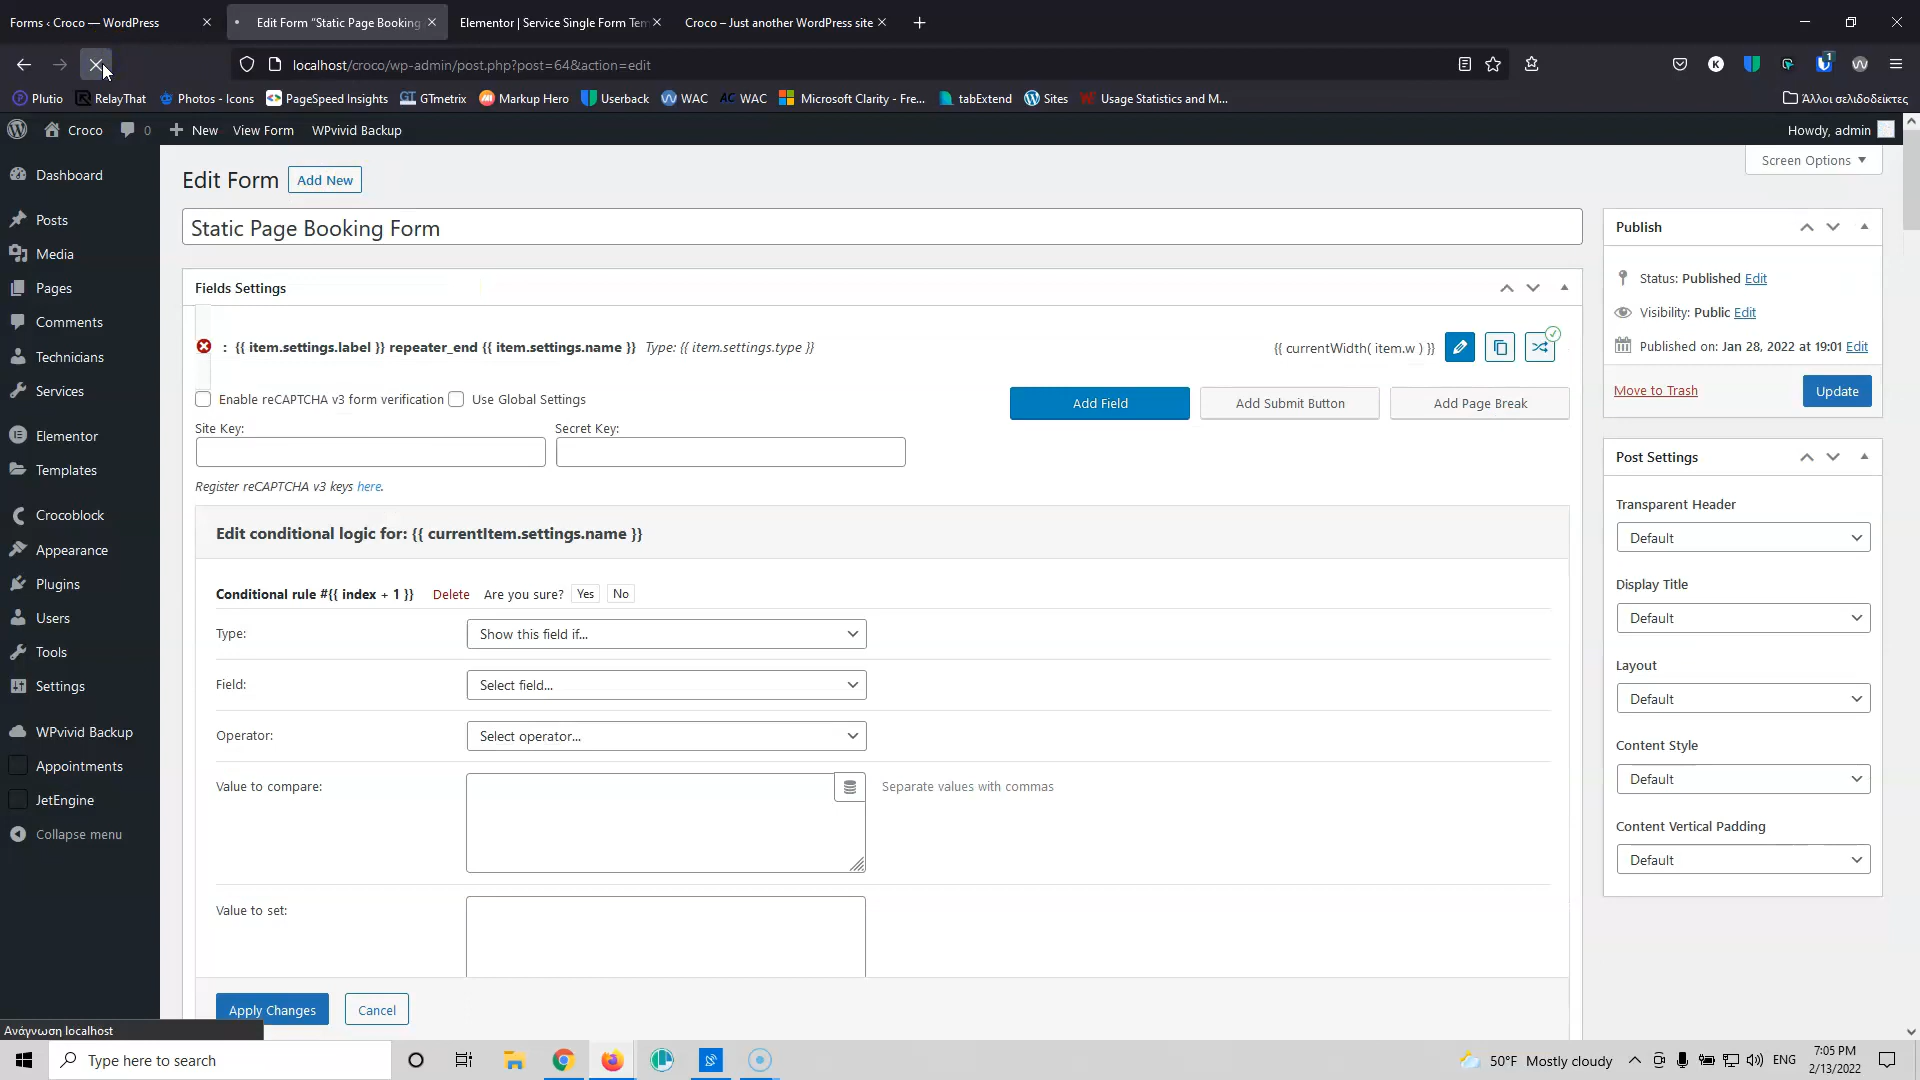 Forms ‹ Croco — WordPress
Edit Form “Static Page Booking
Elementor | Service Single Form Tem
Croco – Just another WordPress site
localhost/croco/wp-admin/post.php?post=64&action=edit
Plutio
RelayThat
Photos - Icons
PageSpeed Insights
GTmetrix
Markup Hero
Userback
WAC
WAC
Microsoft Clarity - Fre...
tabExtend
Sites
Usage Statistics and M...
Άλλοι σελιδοδείκτες
Croco
0
New
View Form
WPvivid Backup
Howdy, admin
Dashboard
Posts
Media
Pages
Comments
Technicians
Services
Elementor
Templates
Crocoblock
Appearance
Plugins
Users
Tools
Settings
WPvivid Backup
Appointments
JetEngine
Collapse menu
Screen Options
Edit Form
Add New
Static Page Booking Form
Fields Settings
: {{ item.settings.label }} repeater_end {{ item.settings.name }} Type: {{ item.settings.type }}
{{ currentWidth( item.w ) }}
Enable reCAPTCHA v3 form verification
Use Global Settings
Add Field
Add Submit Button
Add Page Break
Site Key:
Secret Key:
Register reCAPTCHA v3 keys here.
Edit conditional logic for: {{ currentItem.settings.name }}
Conditional rule #{{ index + 1 }}
Delete
Are you sure?
Yes
No
Type:
Show this field if...
Field:
Select field...
Operator:
Select operator...
Value to compare:
Separate values with commas
Value to set:
Apply Changes
Cancel
Publish
Status: Published Edit
Visibility: Public Edit
Published on: Jan 28, 2022 at 19:01 Edit
Move to Trash
Update
Post Settings
Transparent Header
Default
Display Title
Default
Layout
Default
Content Style
Default
Content Vertical Padding
Default
Ανάγνωση localhost
Type here to search
50°F Mostly cloudy
ENG
7:05 PM
2/13/2022